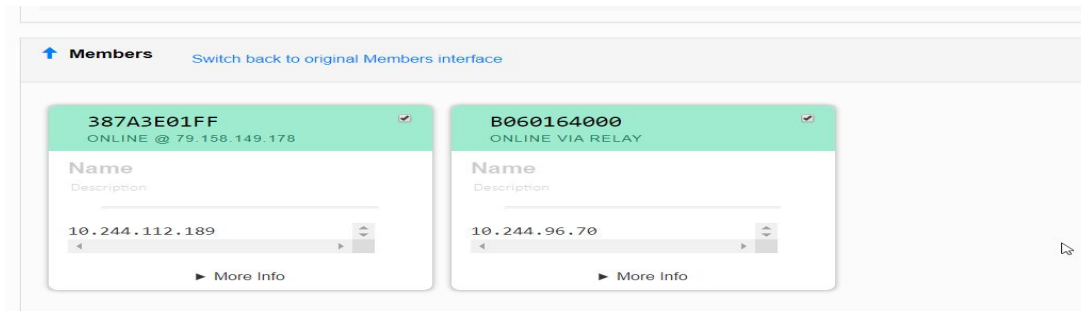 Members
Switch back to original Members interface
387A3E01FF
ONLINE @ 79.158.149.178
Name
Description
10.244.112.189
► More Info
B060164000
ONLINE VIA RELAY
Name
Description
10.244.96.70
► More Info